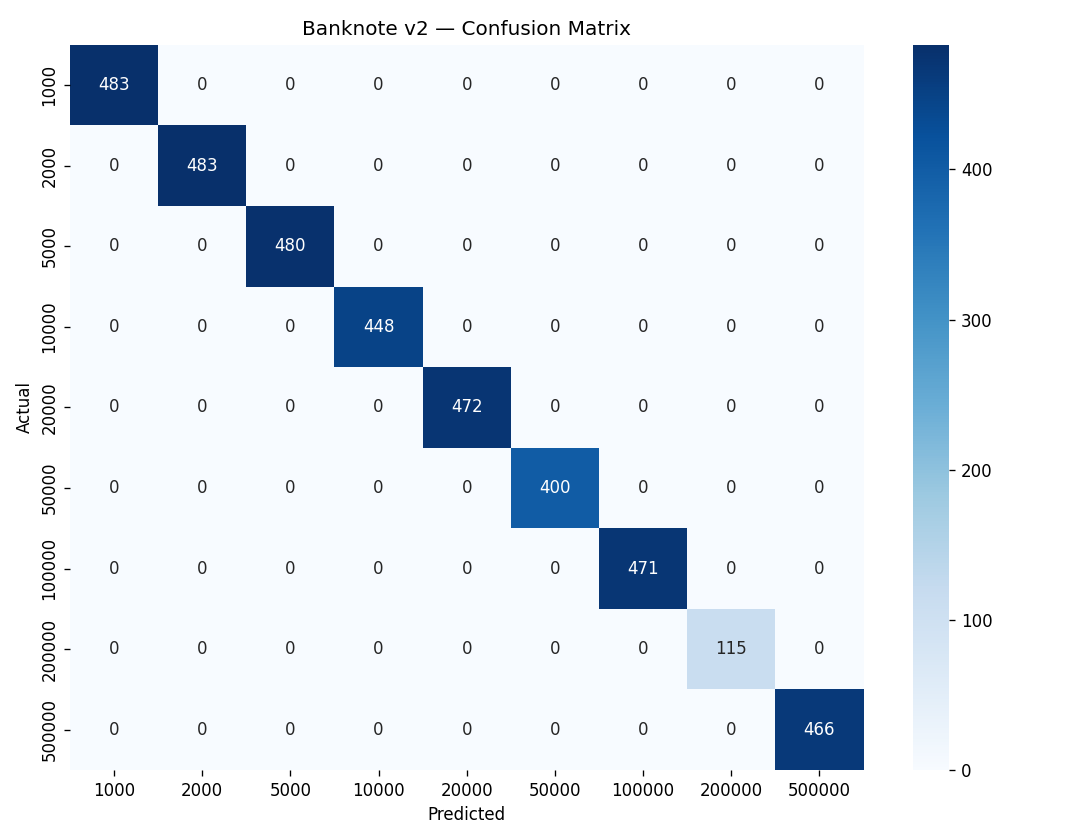 Banknote v2 — Confusion Matrix
1000 483 0 0 0 0 0 0 0 0
2000 0 483 0 0 0 0 0 0 0
5000 0 0 480 0 0 0 0 0 0
10000 0 0 0 448 0 0 0 0 0
20000 0 0 0 0 472 0 0 0 0
50000 0 0 0 0 0 400 0 0 0
100000 0 0 0 0 0 0 471 0 0
200000 0 0 0 0 0 0 0 115 0
500000 0 0 0 0 0 0 0 0 466
Actual
1000 2000 5000 10000 20000 50000 100000 200000 500000
Predicted
400
300
200
100
0